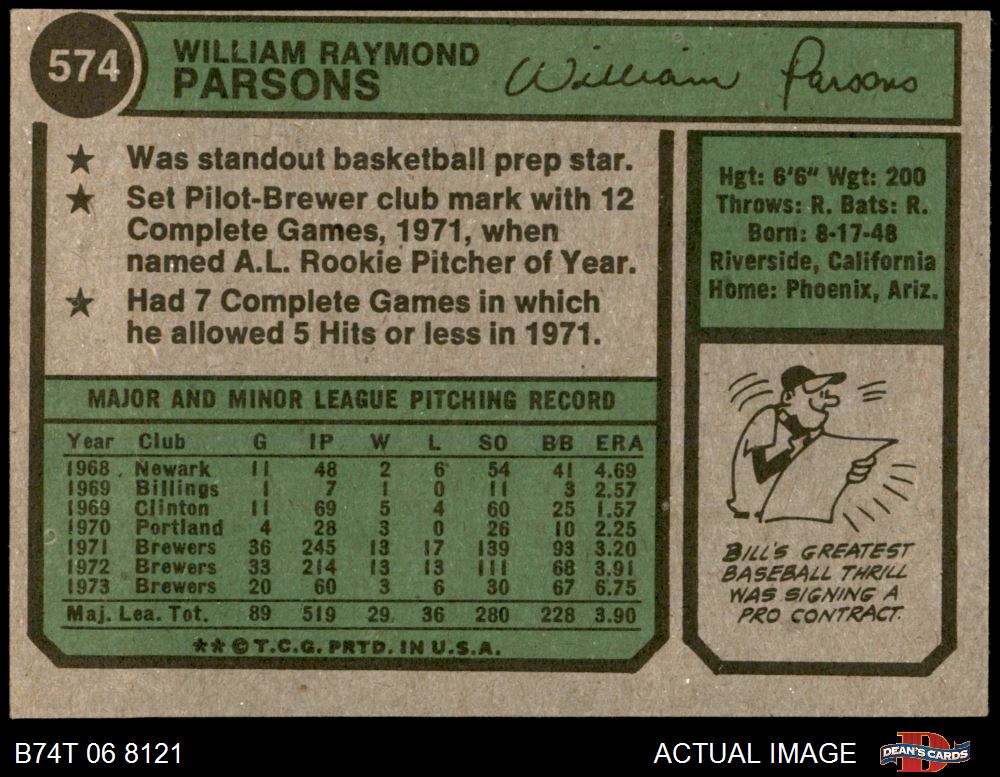 574
WILLIAM RAYMOND
PARSONS
William Parsons
★ Was standout basketball prep star.
★ Set Pilot-Brewer club mark with 12
Complete Games, 1971, when
named A.L. Rookie Pitcher of Year.
★ Had 7 Complete Games in which
he allowed 5 Hits or less in 1971.
Hgt: 6'6" Wgt: 200
Throws: R. Bats: R.
Born: 8-17-48
Riverside, California
Home: Phoenix, Ariz.
MAJOR AND MINOR LEAGUE PITCHING RECORD
Year Club G IP W L SO BB ERA
1968 Newark 11 48 2 6 54 41 4.69
1969 Billings 1 7 1 0 11 3 2.57
1969 Clinton 11 69 5 4 60 25 1.57
1970 Portland 4 28 3 0 26 10 2.25
1971 Brewers 36 245 13 17 139 93 3.20
1972 Brewers 33 214 13 13 111 68 3.91
1973 Brewers 20 60 3 6 30 67 6.75
Maj. Lea. Tot. 89 519 29 36 280 228 3.90
**©T.C.G. PRTD. IN U.S.A.
BILL'S GREATEST
BASEBALL THRILL
WAS SIGNING A
PRO CONTRACT.
B74T 06 8121
ACTUAL IMAGE
DEAN'S CARDS